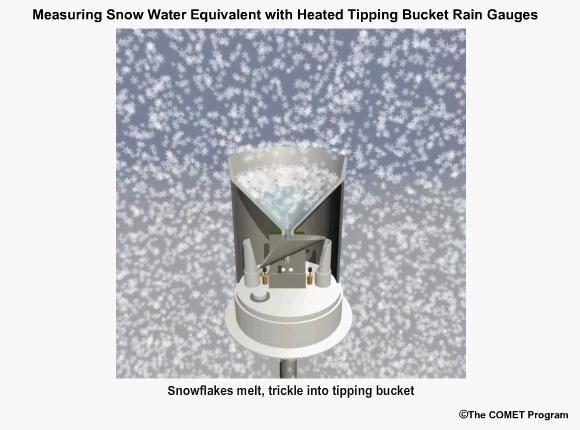 Measuring Snow Water Equivalent with Heated Tipping Bucket Rain Gauges
Snowflakes melt, trickle into tipping bucket
©The COMET Program